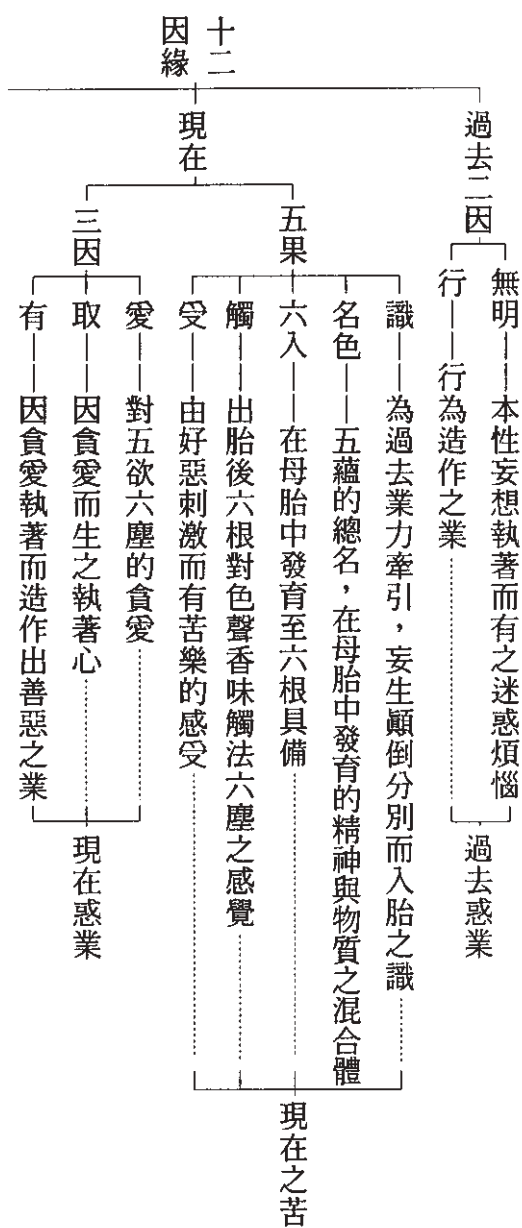 十二
因緣
過去二因
無明——本性妄想執著而有之迷惑煩惱
行——行為造作之業
過去惑業
現在
五果
識——為過去業力牽引，妄生顚倒分別而入胎之識
名色——五蘊的總名，在母胎中發育的精神與物質之混合體
六入——在母胎中發育至六根具備
觸——出胎後六根對色聲香味觸法六塵之感覺
受——由好惡刺激而有苦樂的感受
現在之苦
三因
愛——對五欲六塵的貪愛
取——因貪愛而生之執著心
有——因貪愛執著而造作出善惡之業
現在惑業